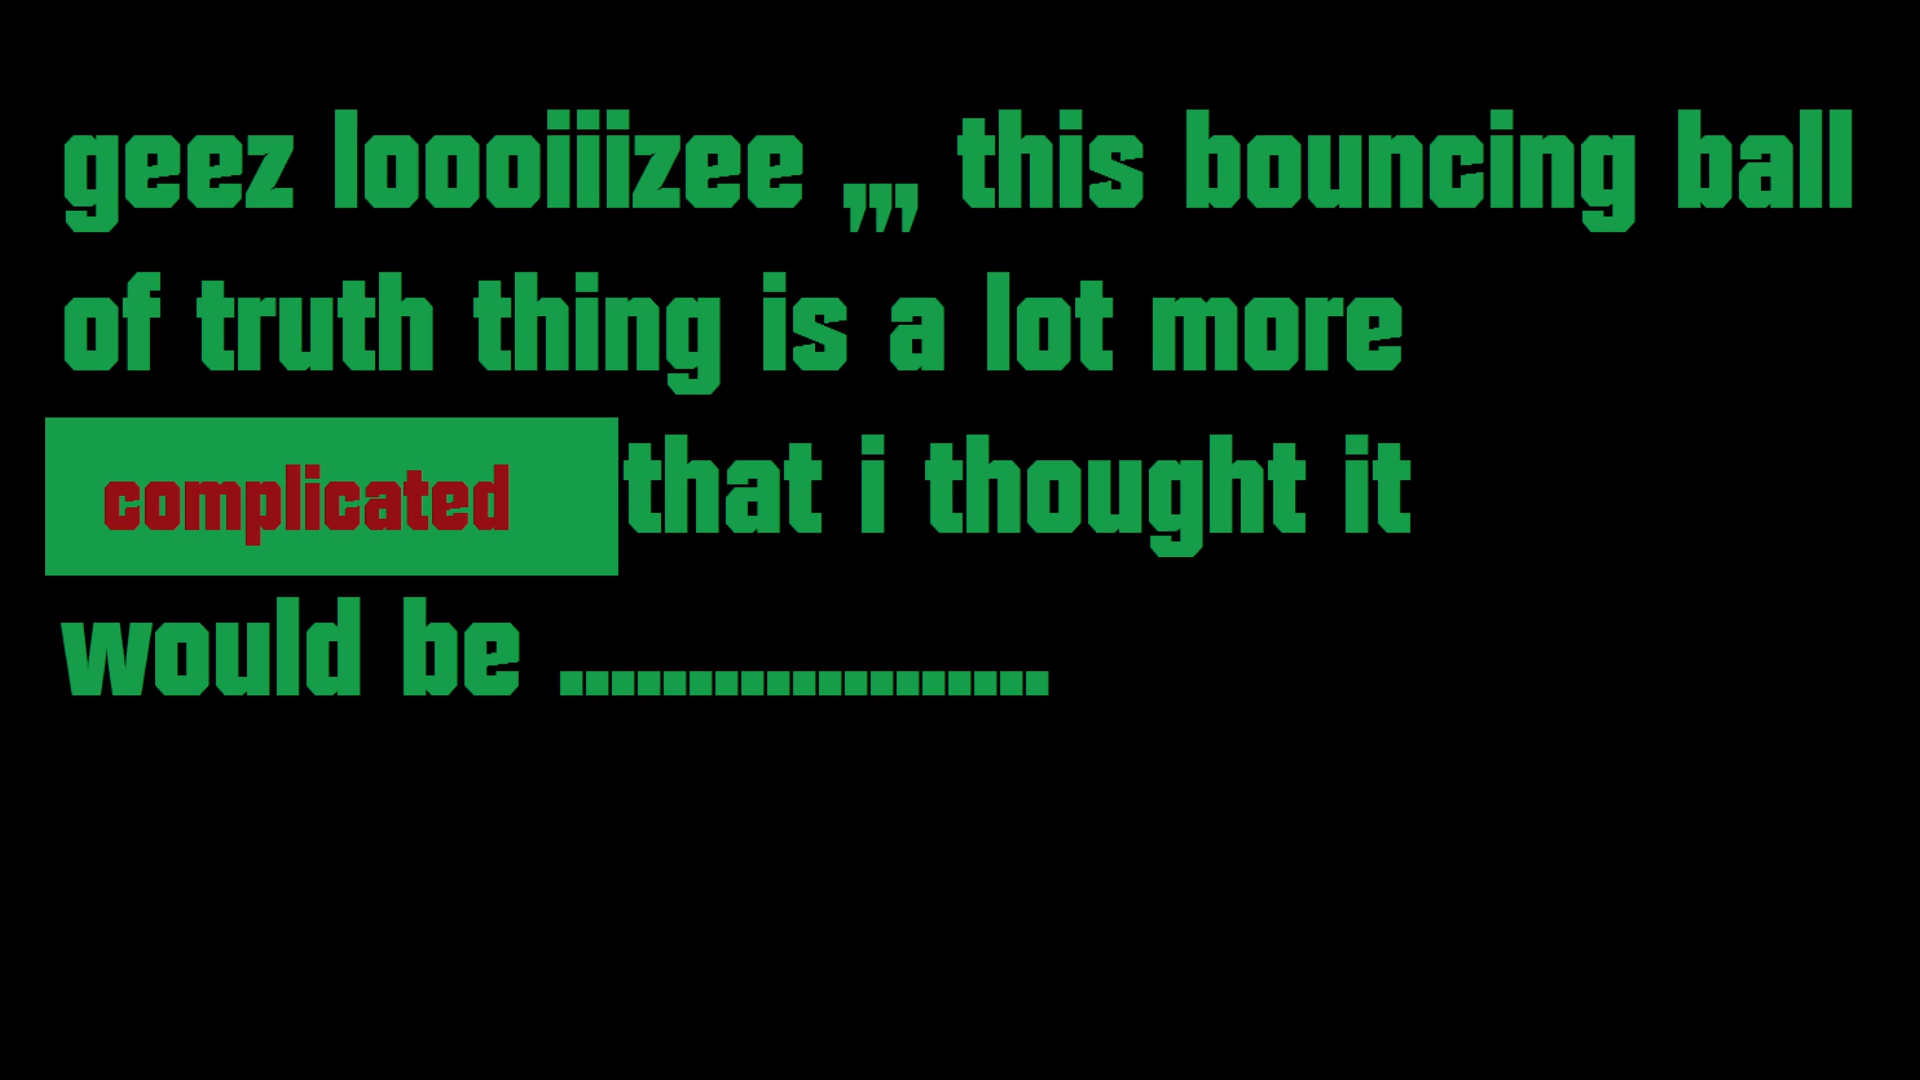 geez loooiiizee ,,, this bouncing ball
of truth thing is a lot more
complicated that i thought it
would be ...................